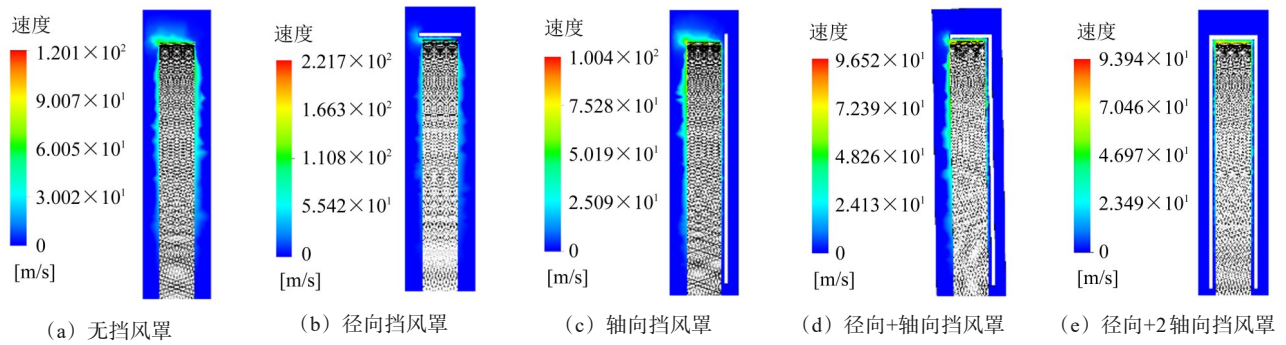 速度
1.201×10²
9.007×10¹
6.005×10¹
3.002×10¹
0
[m/s]
(a) 无挡风罩
速度
2.217×10²
1.663×10²
1.108×10²
5.542×10¹
0
[m/s]
(b) 径向挡风罩
速度
1.004×10²
7.528×10¹
5.019×10¹
2.509×10¹
0
[m/s]
(c) 轴向挡风罩
速度
9.652×10¹
7.239×10¹
4.826×10¹
2.413×10¹
0
[m/s]
(d) 径向+轴向挡风罩
速度
9.394×10¹
7.046×10¹
4.697×10¹
2.349×10¹
0
[m/s]
(e) 径向+2轴向挡风罩